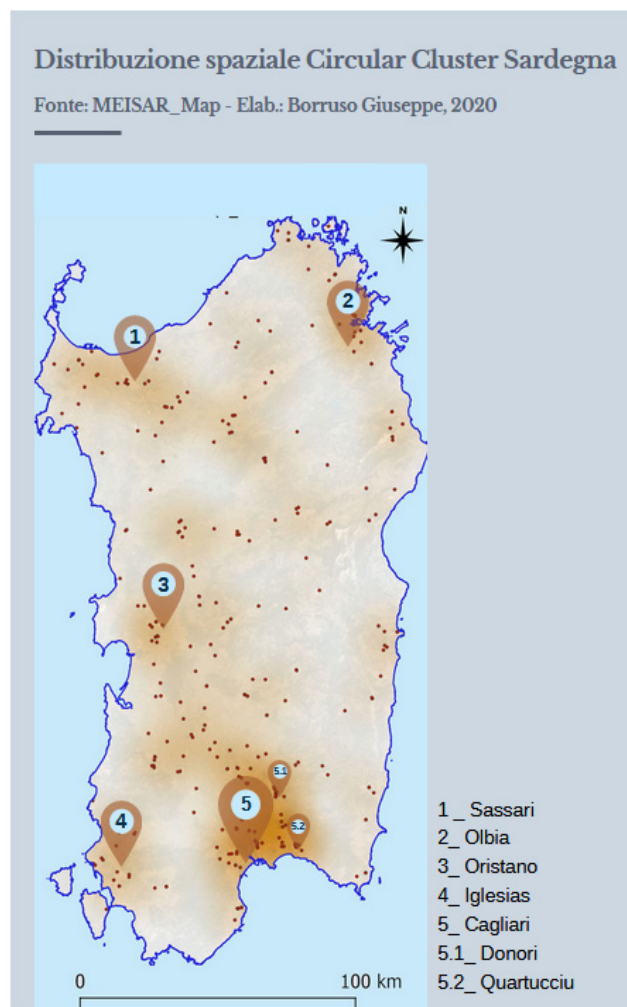 Distribuzione spaziale Circular Cluster Sardegna
Fonte: MEISAR_Map - Elab.: Borruso Giuseppe, 2020
N
2
1
3
5.1
5
4
5.2
1 _ Sassari
2_ Olbia
3_ Oristano
4_ Iglesias
5_ Cagliari
5.1_ Donori
5.2_ Quartucciu
0 100 km